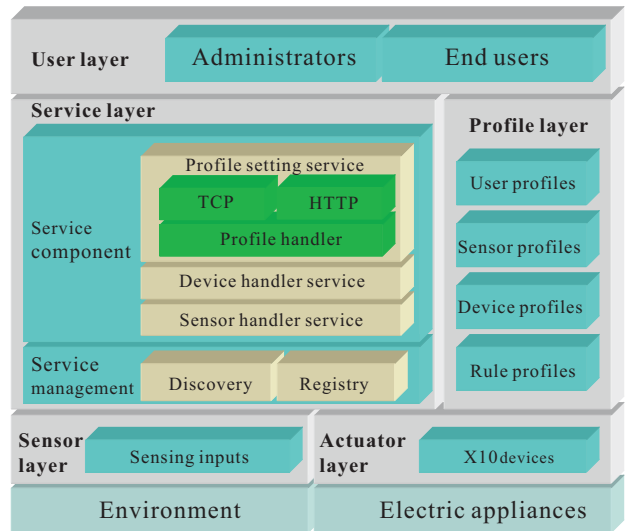 User layer
Administrators
End users
Service layer
Service
component
Profile setting service
TCP
HTTP
Profile handler
Device handler service
Sensor handler service
Service
management
Discovery
Registry
Profile layer
User profiles
Sensor profiles
Device profiles
Rule profiles
Sensor
layer
Sensing inputs
Actuator
layer
X10 devices
Environment
Electric appliances